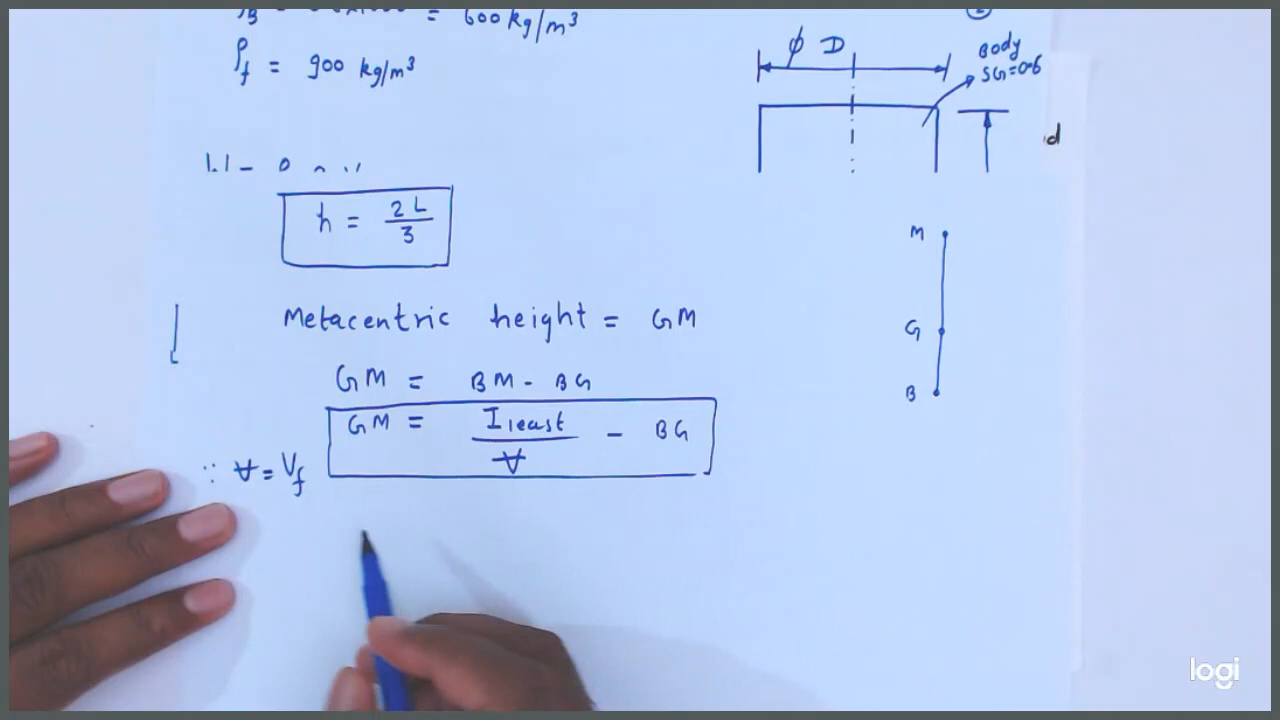 = 600 kg/m³
ρf = 900 kg/m³
φ D
Body
SG=0.6
d
h = 2L/3
M
G
B
Metacentric height = GM
GM = BM - BG
GM = I least / V - BG
∵ V = Vf
logi